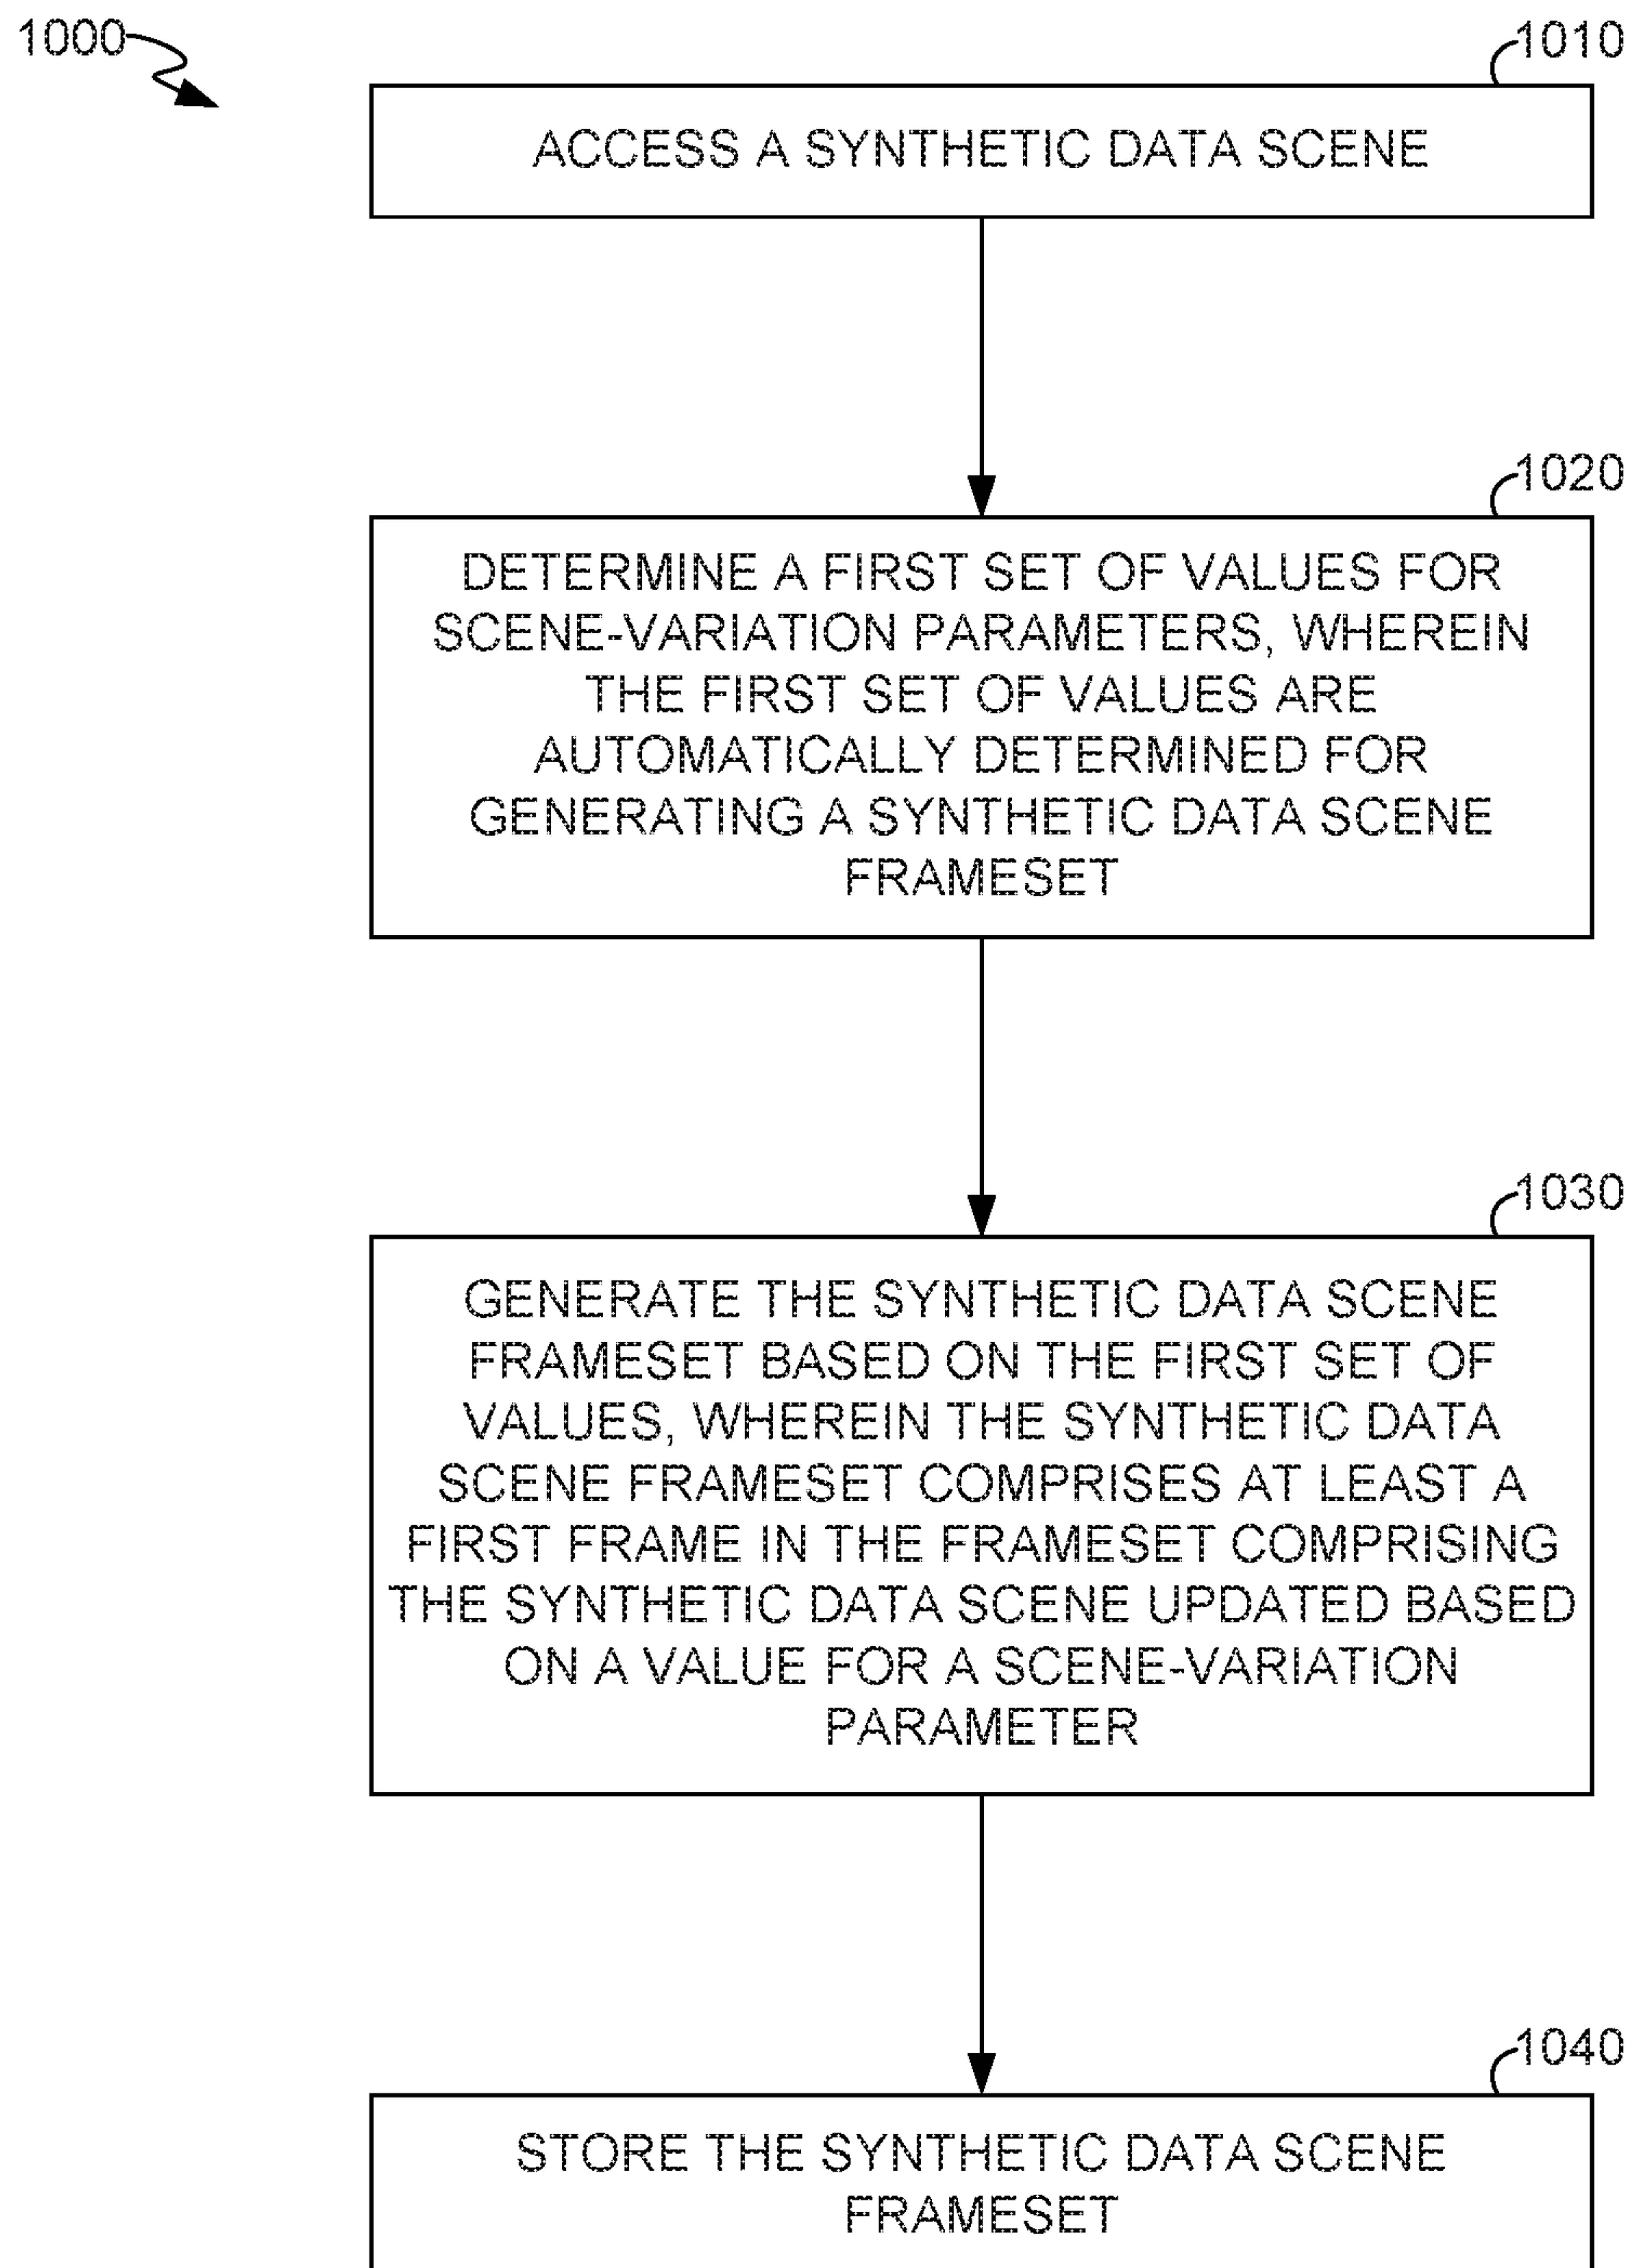 1000
1010
ACCESS A SYNTHETIC DATA SCENE
1020
DETERMINE A FIRST SET OF VALUES FOR
SCENE-VARIATION PARAMETERS, WHEREIN
THE FIRST SET OF VALUES ARE
AUTOMATICALLY DETERMINED FOR
GENERATING A SYNTHETIC DATA SCENE
FRAMESET
1030
GENERATE THE SYNTHETIC DATA SCENE
FRAMESET BASED ON THE FIRST SET OF
VALUES, WHEREIN THE SYNTHETIC DATA
SCENE FRAMESET COMPRISES AT LEAST A
FIRST FRAME IN THE FRAMESET COMPRISING
THE SYNTHETIC DATA SCENE UPDATED BASED
ON A VALUE FOR A SCENE-VARIATION
PARAMETER
1040
STORE THE SYNTHETIC DATA SCENE
FRAMESET